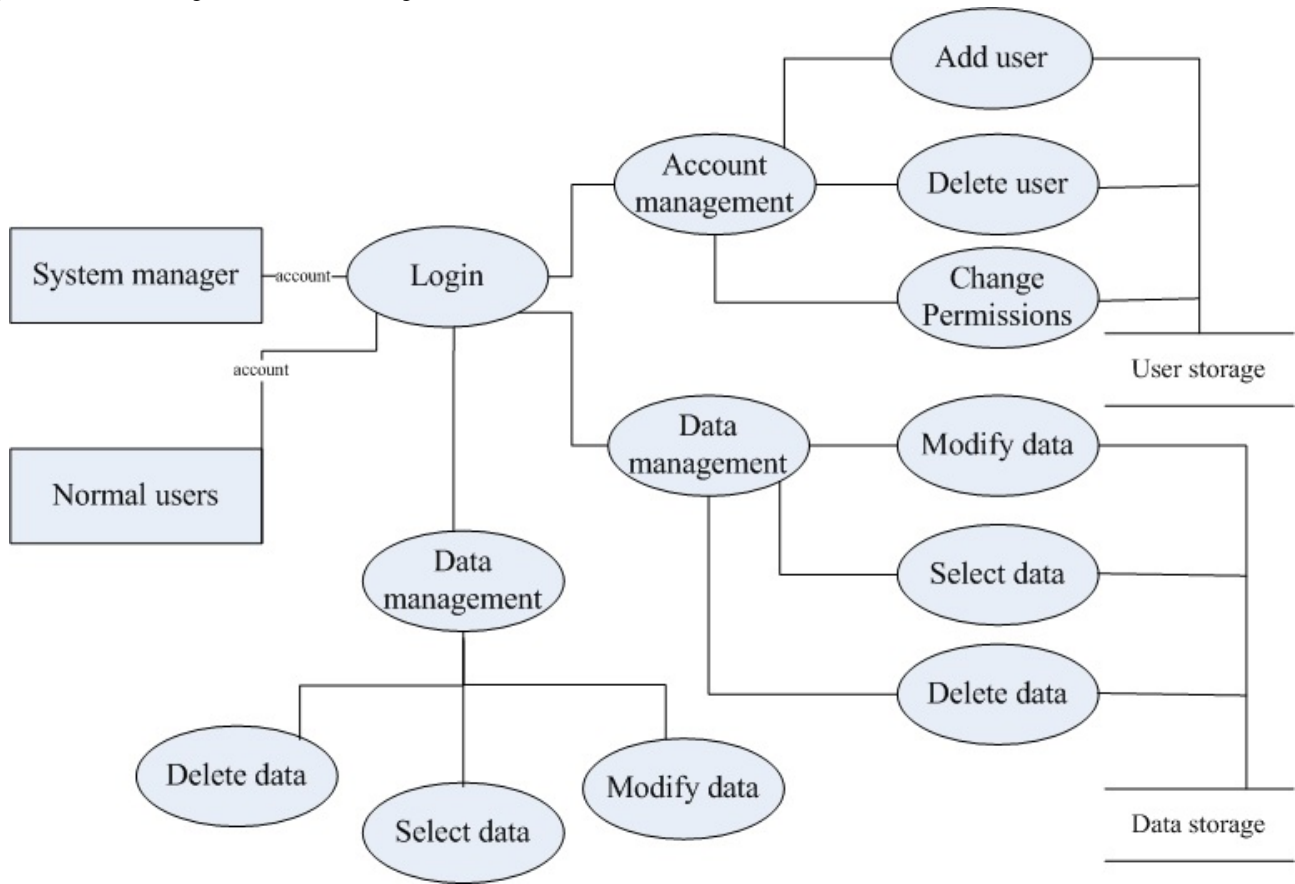 Add user
Account
management
Delete user
System manager
account
Login
Change
Permissions
account
User storage
Data
management
Modify data
Normal users
Data
management
Select data
Delete data
Delete data
Modify data
Select data
Data storage